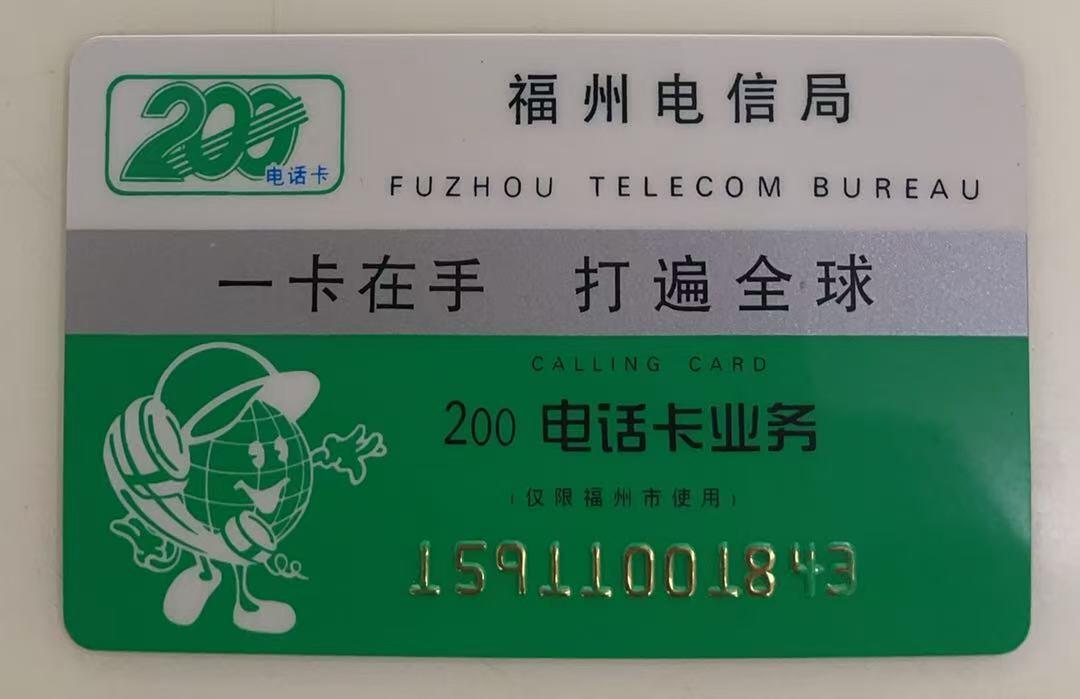 200
电话卡
福州电信局
FUZHOU TELECOM BUREAU
一卡在手 打遍全球
CALLING CARD
200 电话卡业务
(仅限福州市使用)
15911001843